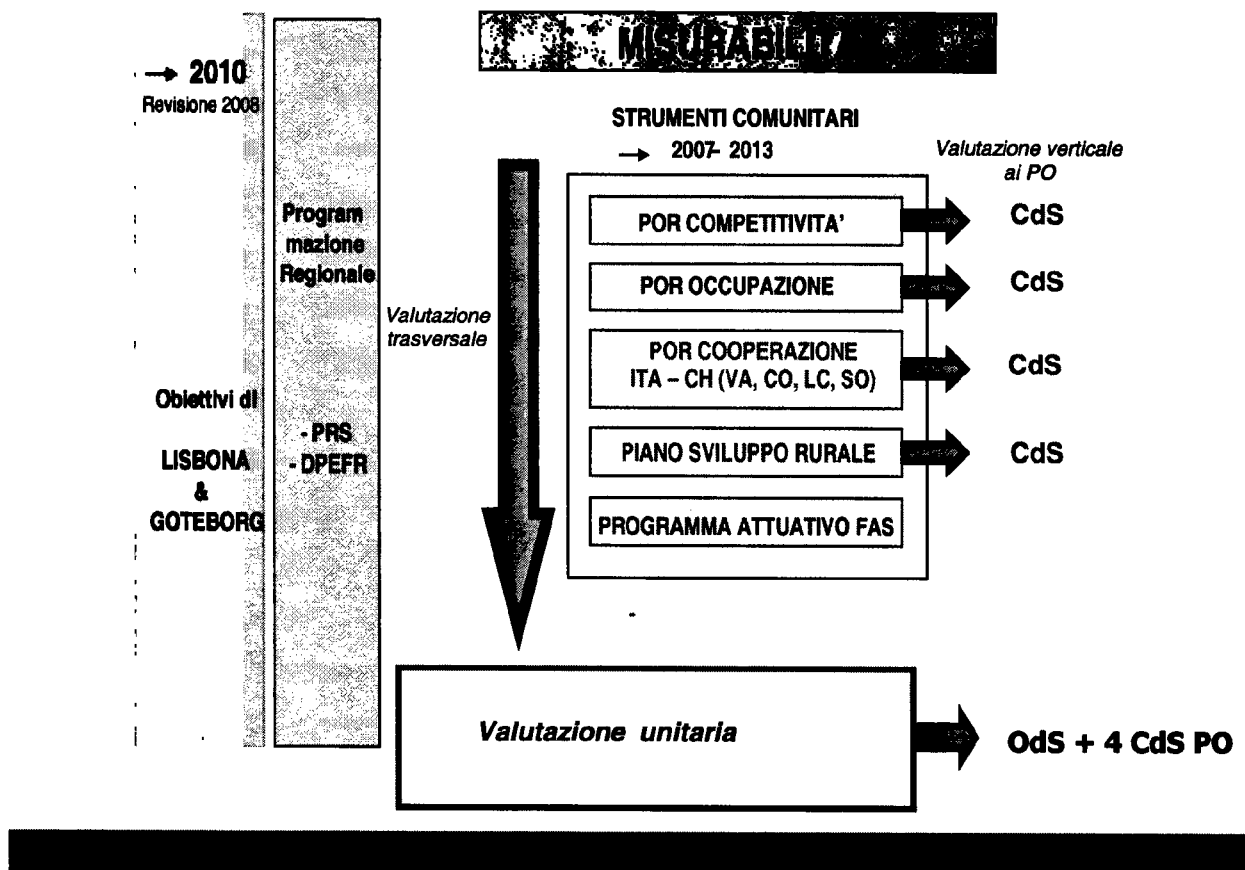 MISURABILITA'
→ 2010
Revisione 2008
Obiettivi di
LISBONA
&
GOTEBORG
Program
mazione
Regionale
- PRS
- DPEFR
Valutazione
trasversale
STRUMENTI COMUNITARI
→ 2007- 2013
Valutazione verticale
ai PO
POR COMPETITIVITA'
CdS
POR OCCUPAZIONE
CdS
POR COOPERAZIONE
ITA – CH (VA, CO, LC, SO)
CdS
PIANO SVILUPPO RURALE
CdS
PROGRAMMA ATTUATIVO FAS
Valutazione unitaria
OdS + 4 CdS PO